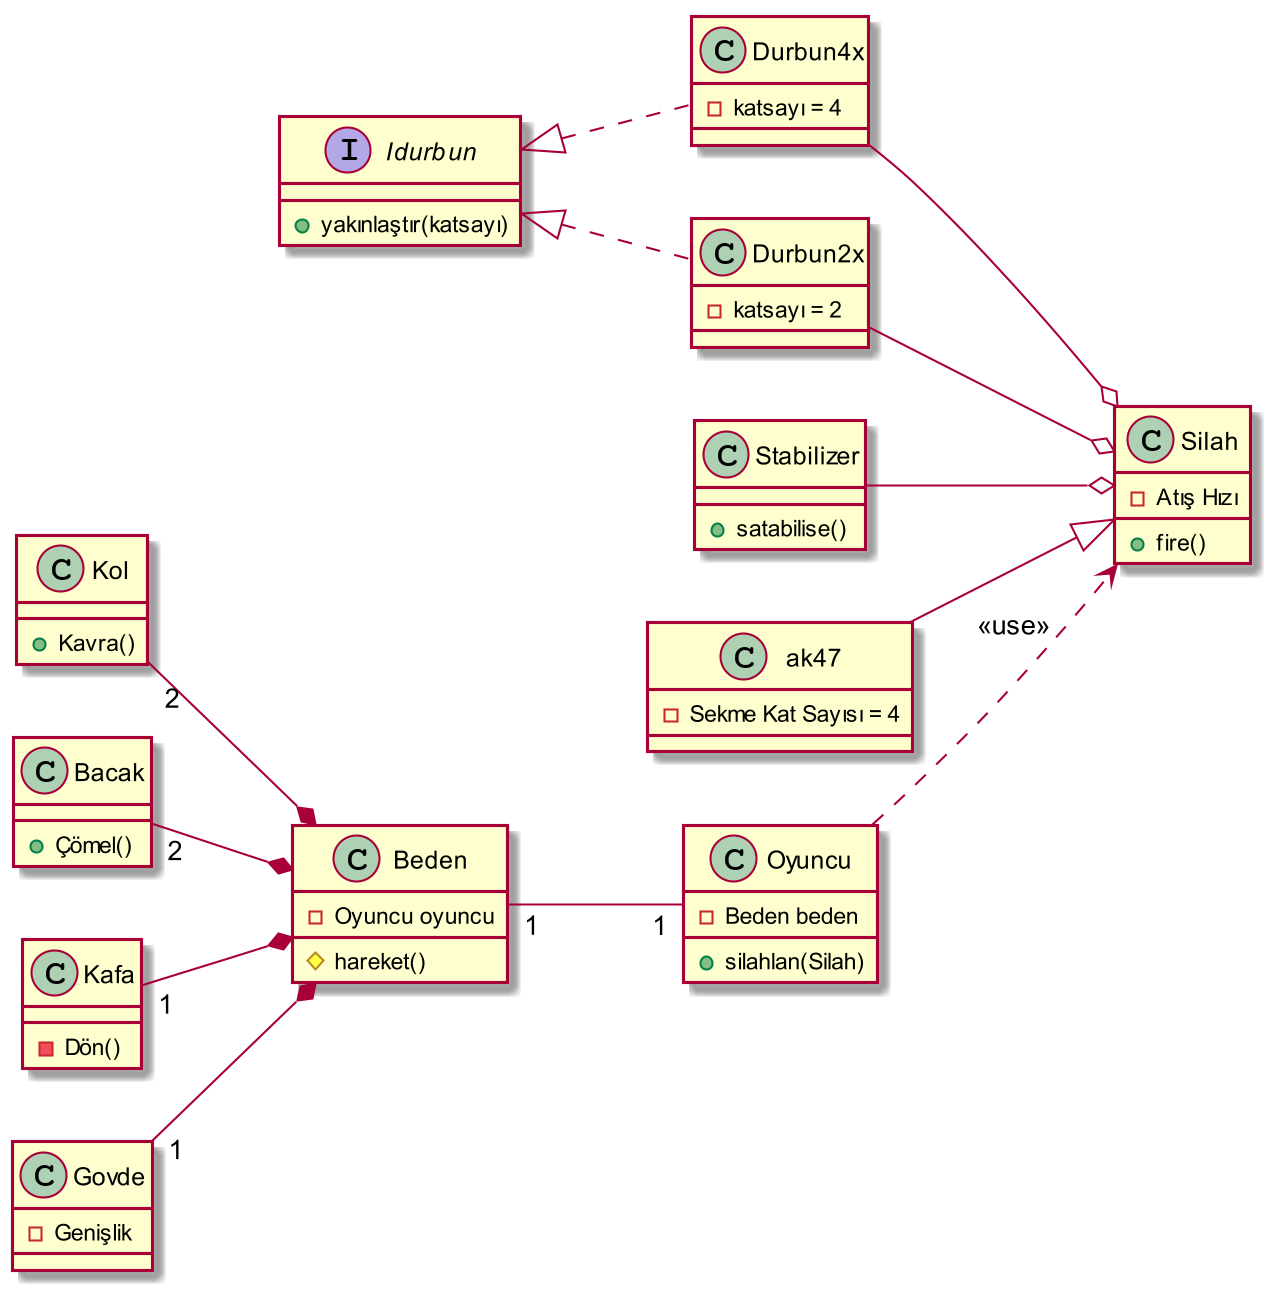 C Durbun4x
katsayı = 4
I Idurbun
yakınlaştır(katsayı)
C Durbun2x
katsayı = 2
C Silah
Atış Hızı
fire()
C Stabilizer
satabilise()
C Kol
Kavra()
2
«use»
C ak47
Sekme Kat Sayısı = 4
C Bacak
Çömel()
2
C Beden
Oyuncu oyuncu
hareket()
1
1
C Oyuncu
Beden beden
silahlan(Silah)
C Kafa
Dön()
1
C Govde
Genişlik
1